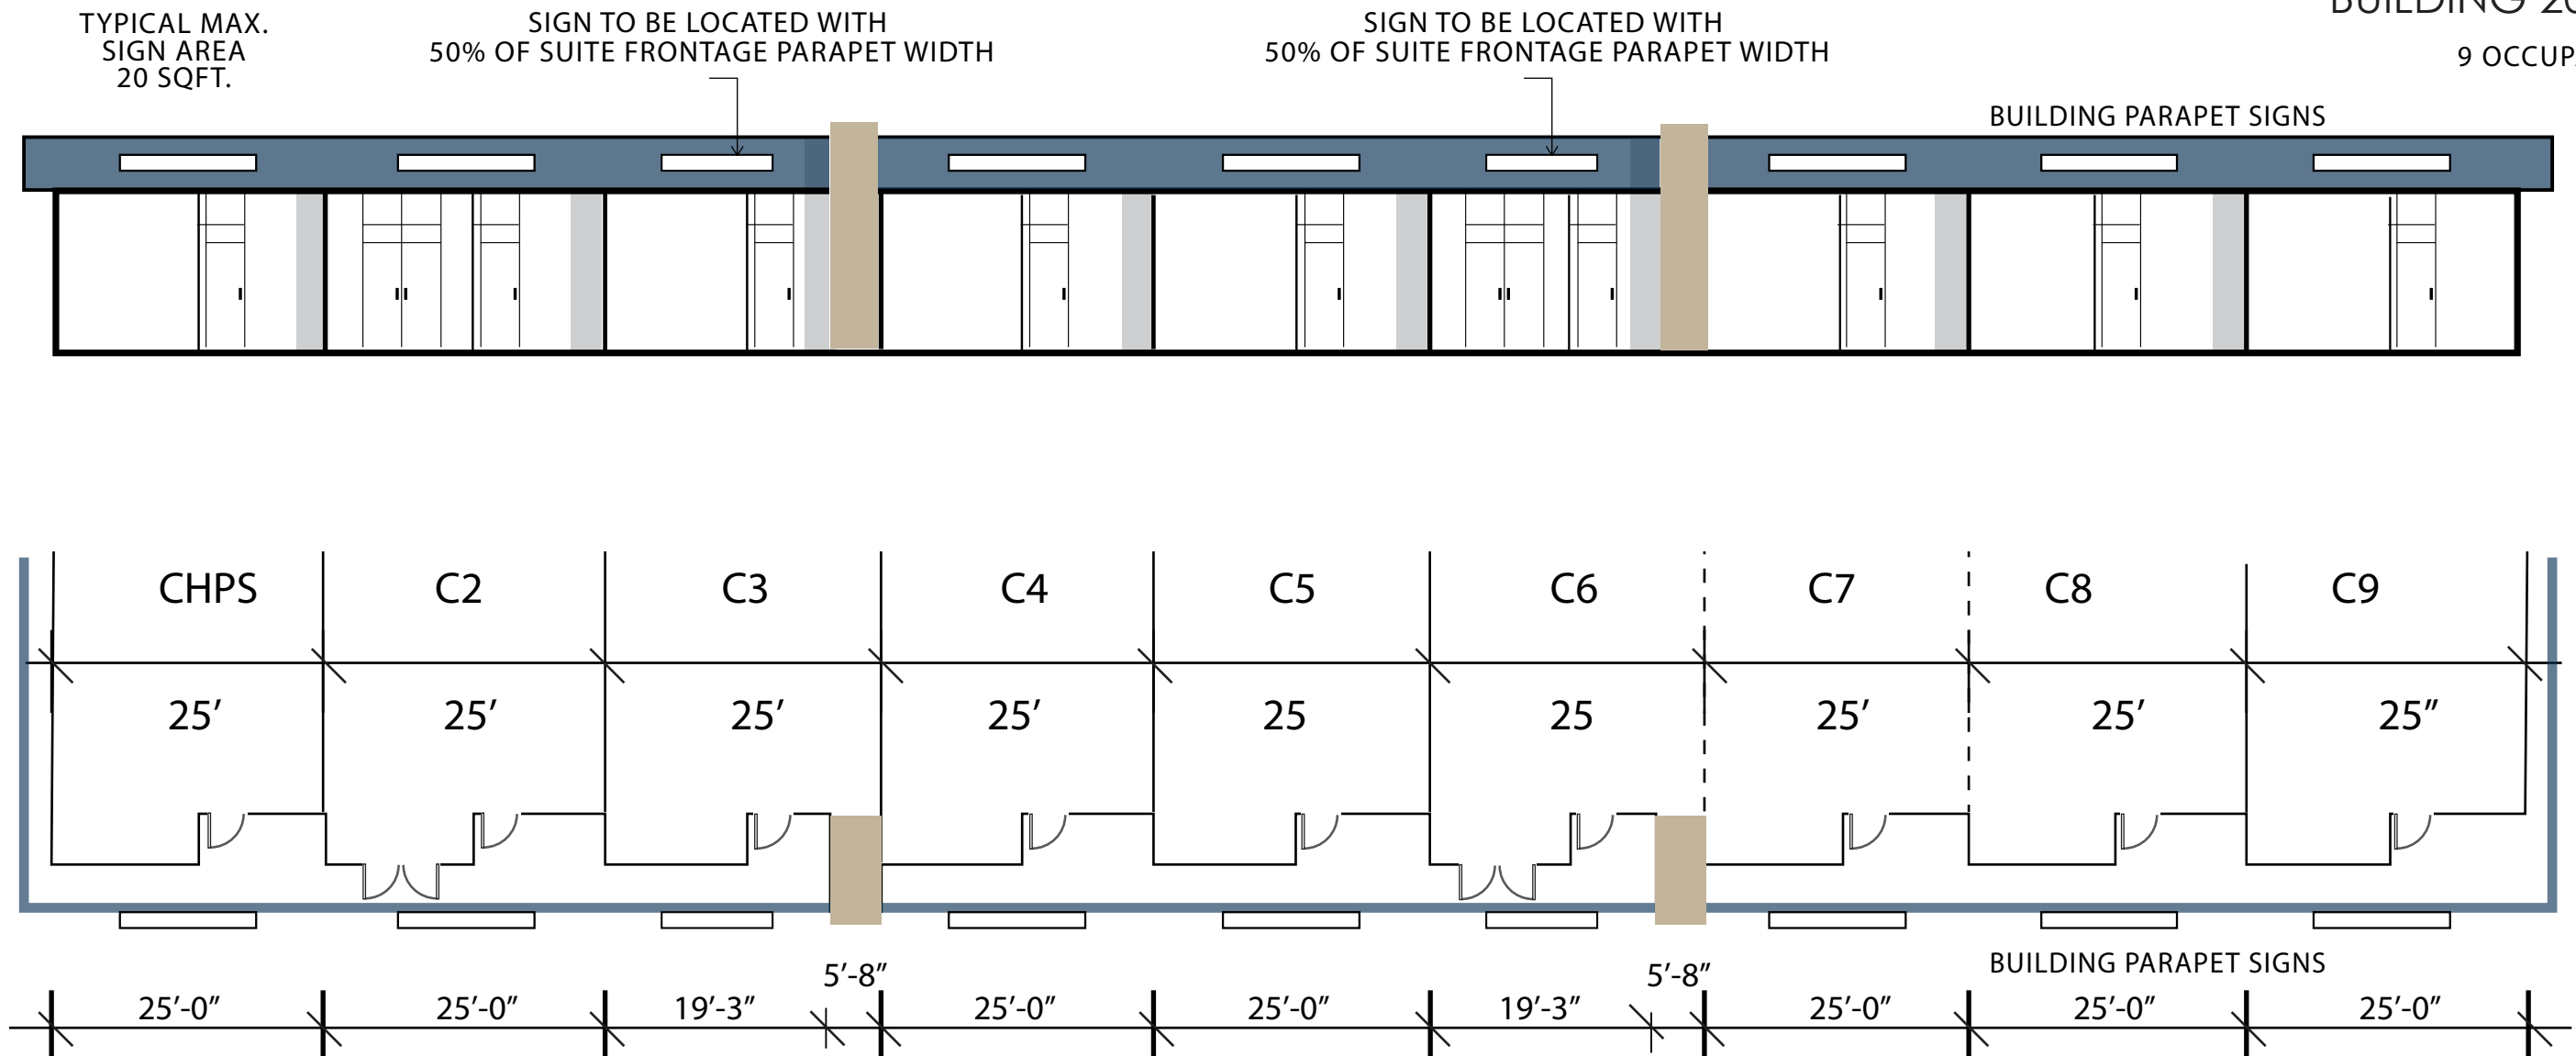 TYPICAL MAX.
SIGN AREA
20 SQFT.
SIGN TO BE LOCATED WITH
50% OF SUITE FRONTAGE PARAPET WIDTH
SIGN TO BE LOCATED WITH
50% OF SUITE FRONTAGE PARAPET WIDTH
BUILDING
9
BUILDING PARAPET SIGNS
CHPS C2 C3 C4 C5 C6 C7 C8 C9
25’ 25’ 25’ 25’ 25 25 25’ 25’ 25”
BUILDING PARAPET SIGNS
5’-8” 5’-8”
25’-0” 25’-0” 19’-3” 25’-0” 25’-0” 19’-3” 25’-0” 25’-0” 25’-0”